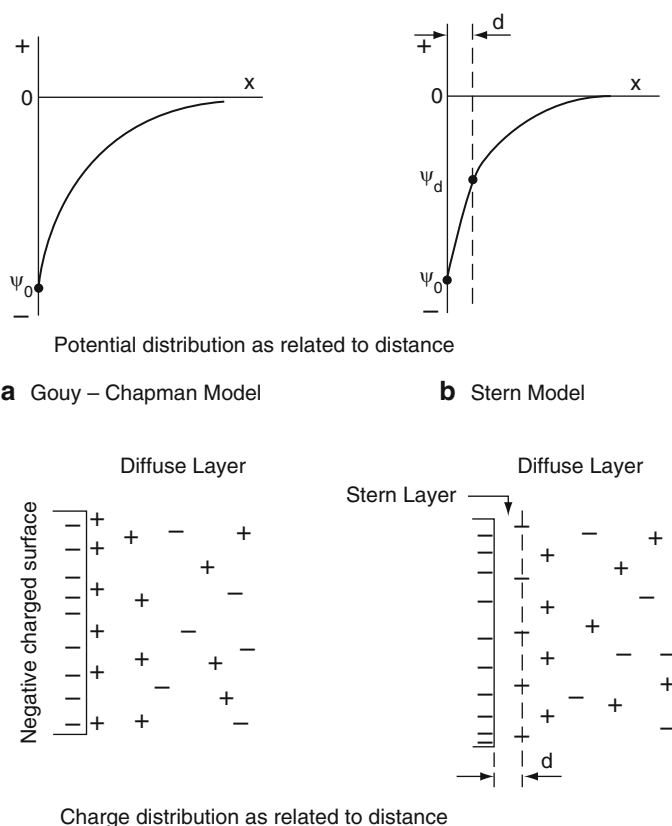 d
+
+
x
x
0
0
ψd
ψ0
ψ0
−
−
Potential distribution as related to distance
a Gouy – Chapman Model
b Stern Model
Diffuse Layer
Diffuse Layer
Stern Layer
Negative charged surface
d
Charge distribution as related to distance